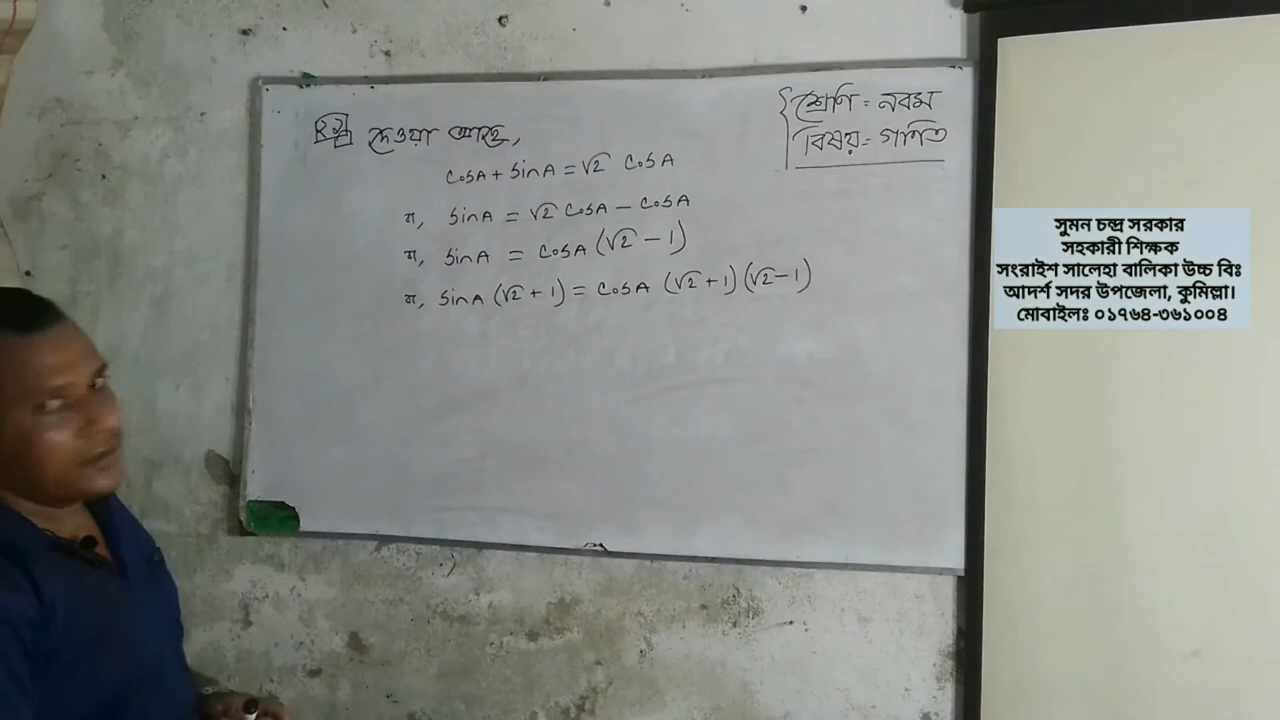 দেওয়া আছে,
cosA + sinA = √2 cosA
বা, sinA = √2 cosA − cosA
বা, sinA = cosA (√2 − 1)
বা, sinA (√2 + 1) = cosA (√2 + 1) (√2 − 1)
শ্রেণি: নবম
বিষয়: গণিত
সুমন চন্দ্র সরকার
সহকারী শিক্ষক
সংরাইশ সালেহা বালিকা উচ্চ বিঃ
আদর্শ সদর উপজেলা, কুমিল্লা।
মোবাইলঃ ০১৭৬৪-৩৬১০০৪